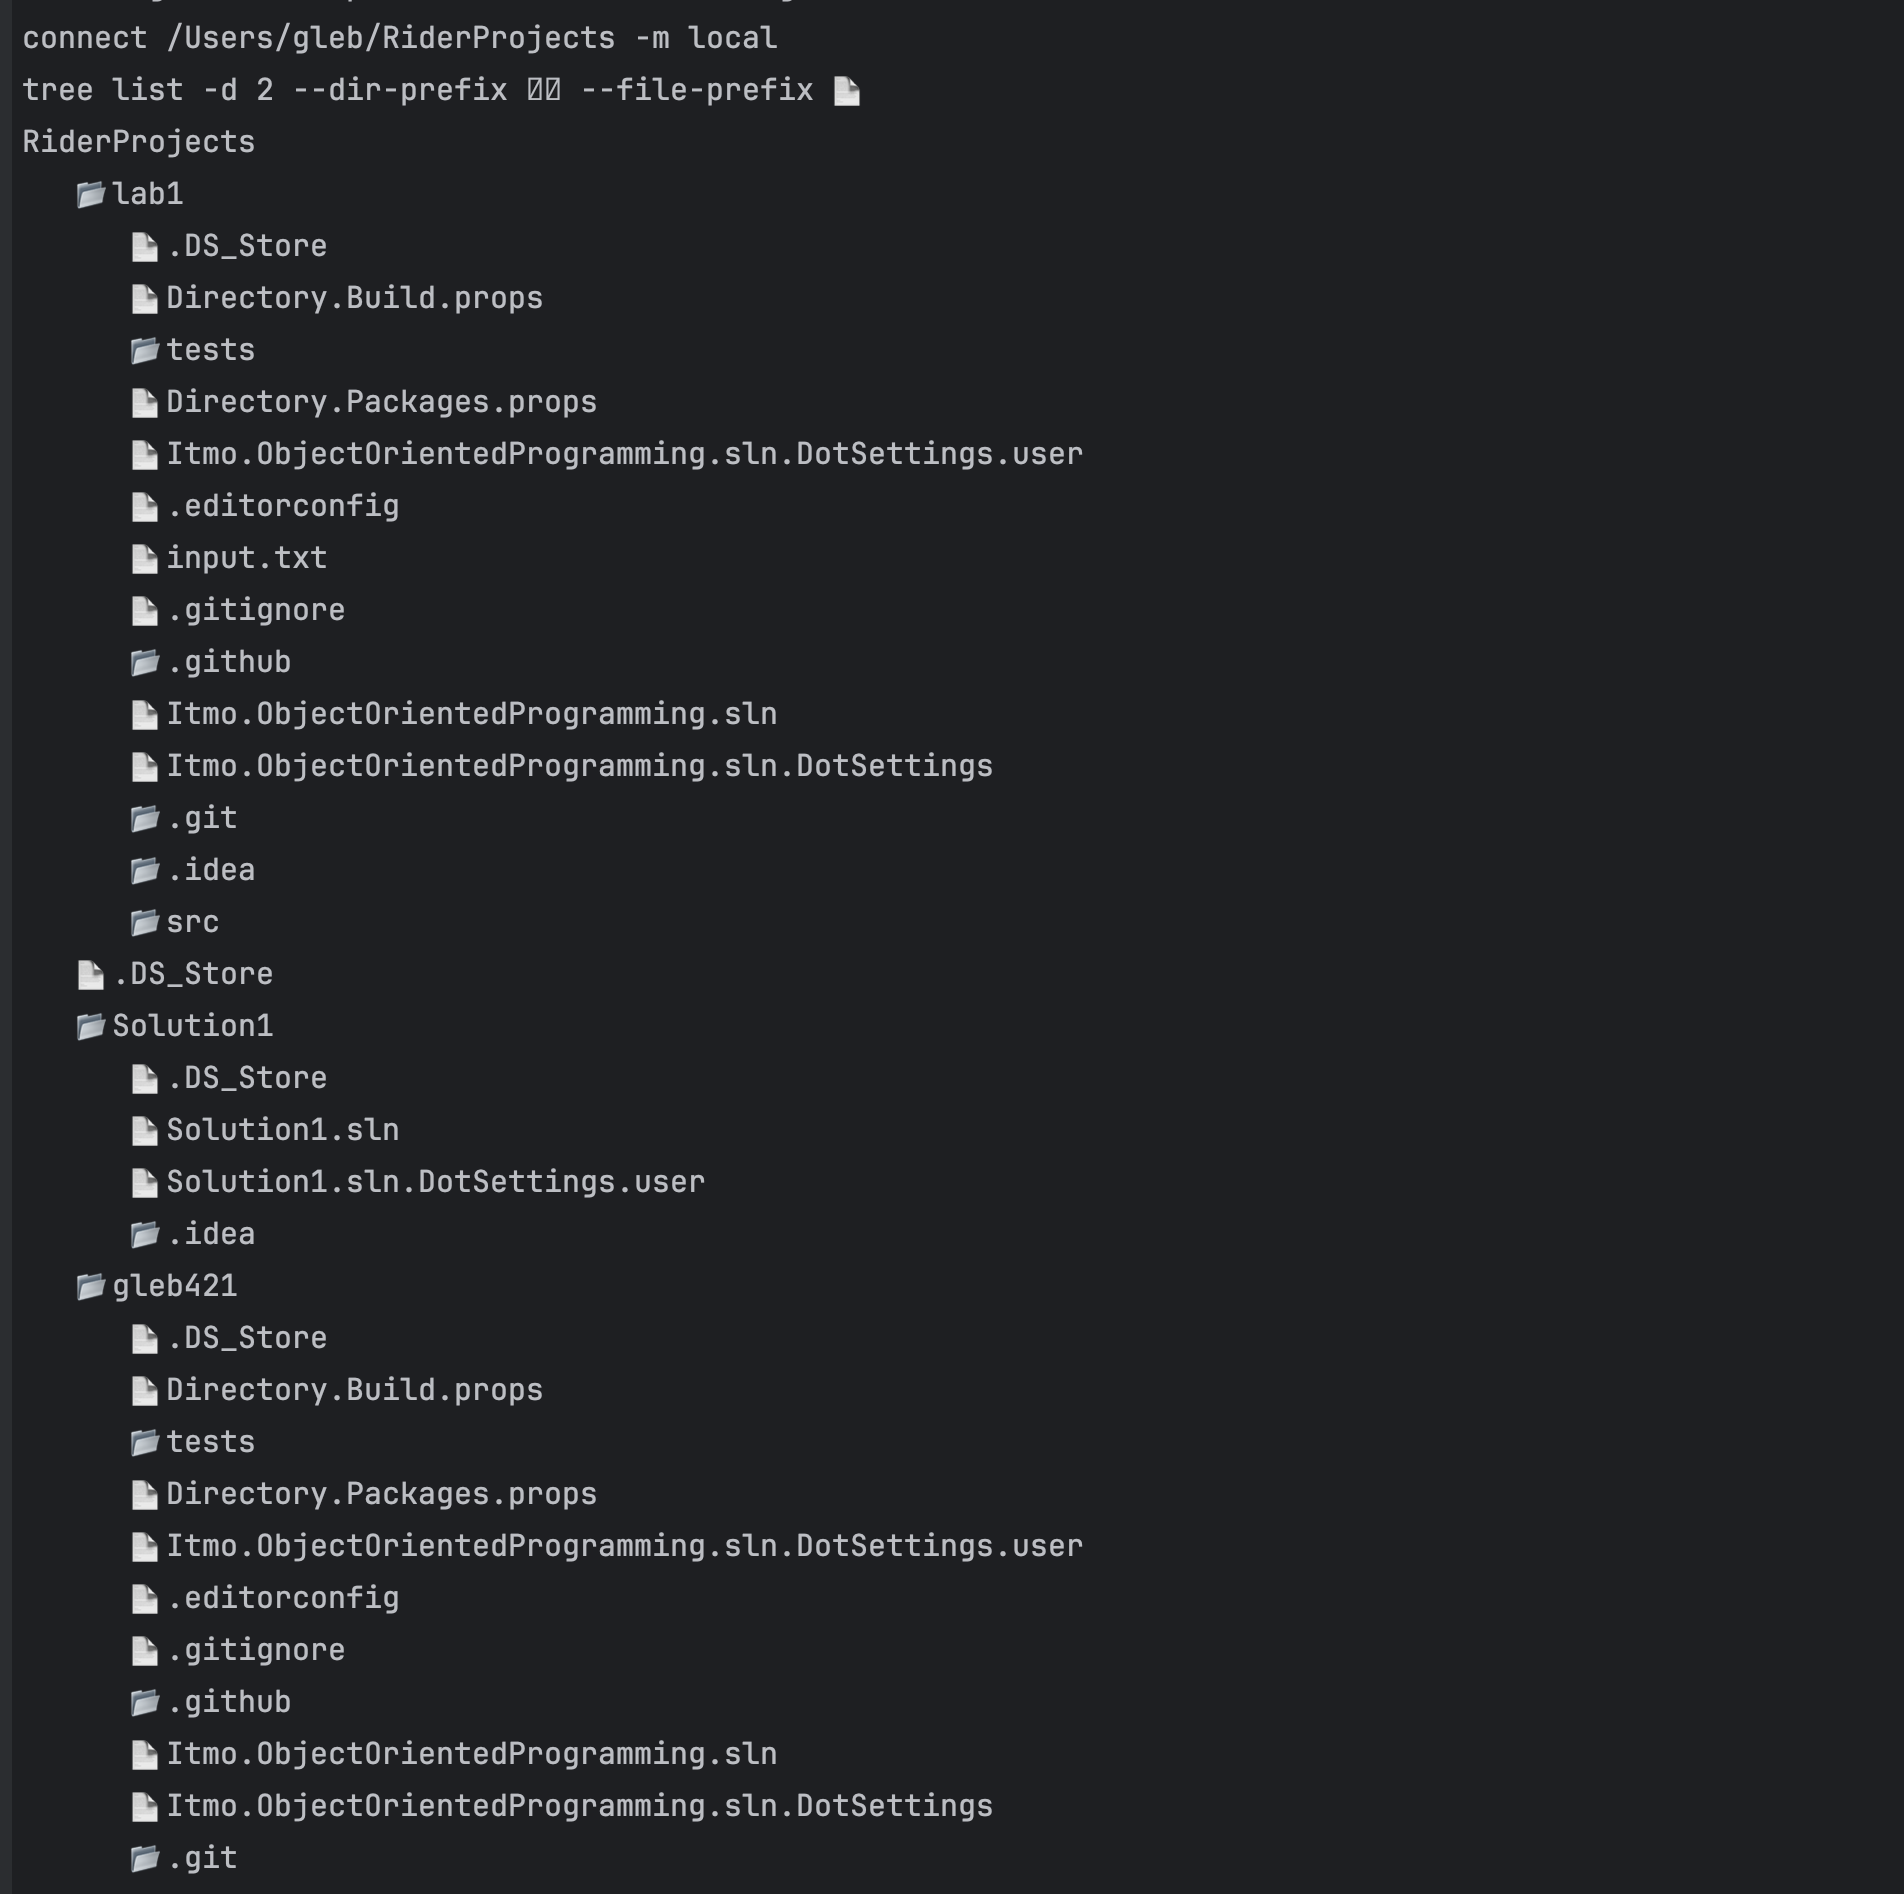 connect /Users/gleb/RiderProjects -m local
tree list -d 2 --dir-prefix --file-prefix 📄
RiderProjects
📂lab1
📄.DS_Store
📄Directory.Build.props
📂tests
📄Directory.Packages.props
📄Itmo.ObjectOrientedProgramming.sln.DotSettings.user
📄.editorconfig
📄input.txt
📄.gitignore
📂.github
📄Itmo.ObjectOrientedProgramming.sln
📄Itmo.ObjectOrientedProgramming.sln.DotSettings
📂.git
📂.idea
📂src
📄.DS_Store
📂Solution1
📄.DS_Store
📄Solution1.sln
📄Solution1.sln.DotSettings.user
📂.idea
📂gleb421
📄.DS_Store
📄Directory.Build.props
📂tests
📄Directory.Packages.props
📄Itmo.ObjectOrientedProgramming.sln.DotSettings.user
📄.editorconfig
📄.gitignore
📂.github
📄Itmo.ObjectOrientedProgramming.sln
📄Itmo.ObjectOrientedProgramming.sln.DotSettings
📂.git